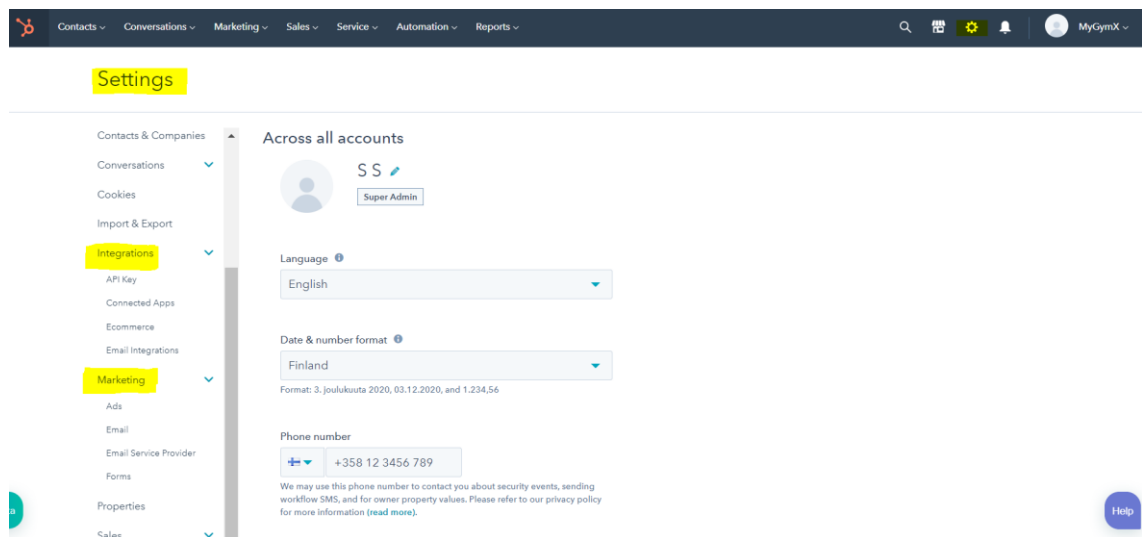 Contacts Conversations Marketing Sales Service Automation Reports MyGymX
Settings
Contacts & Companies
Conversations
Cookies
Import & Export
Integrations
API Key
Connected Apps
Ecommerce
Email Integrations
Marketing
Ads
Email
Email Service Provider
Forms
Properties
Sales
Across all accounts
S S
Super Admin
Language
English
Date & number format
Finland
Format: 3. joulukuuta 2020, 03.12.2020, and 1.234,56
Phone number
+358 12 3456 789
We may use this phone number to contact you about security events, sending
workflow SMS, and for owner property values. Please refer to our privacy policy
for more information (read more).
Help